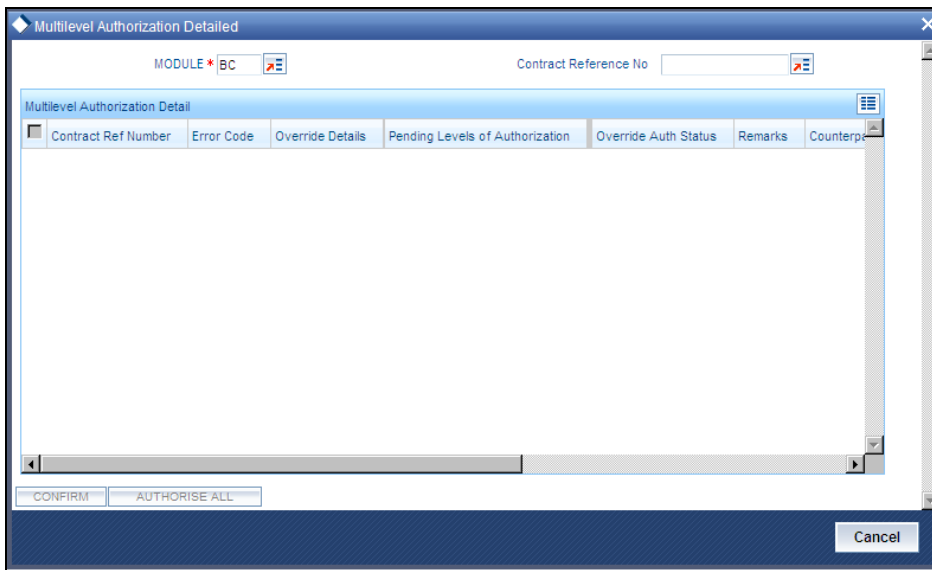 Multilevel Authorization Detailed
MODULE * BC Contract Reference No
Multilevel Authorization Detail
Contract Ref Number Error Code Override Details Pending Levels of Authorization Override Auth Status Remarks Counterpa
CONFIRM AUTHORISE ALL
Cancel